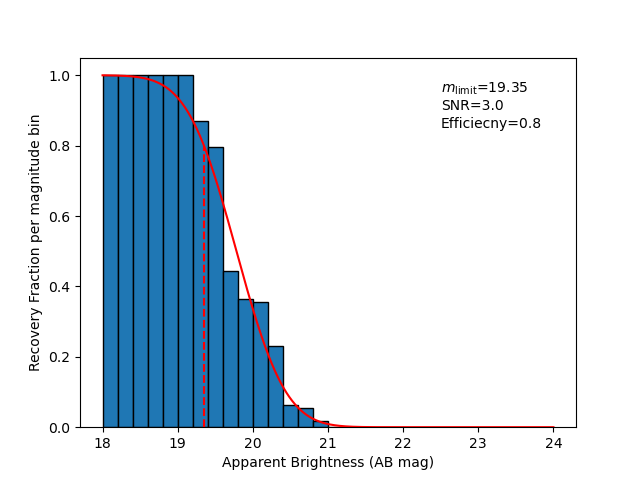 1.0
0.8
0.6
0.4
0.2
0.0
Recovery Fraction per magnitude bin
m_limit=19.35
SNR=3.0
Efficiecny=0.8
18 19 20 21 22 23 24
Apparent Brightness (AB mag)